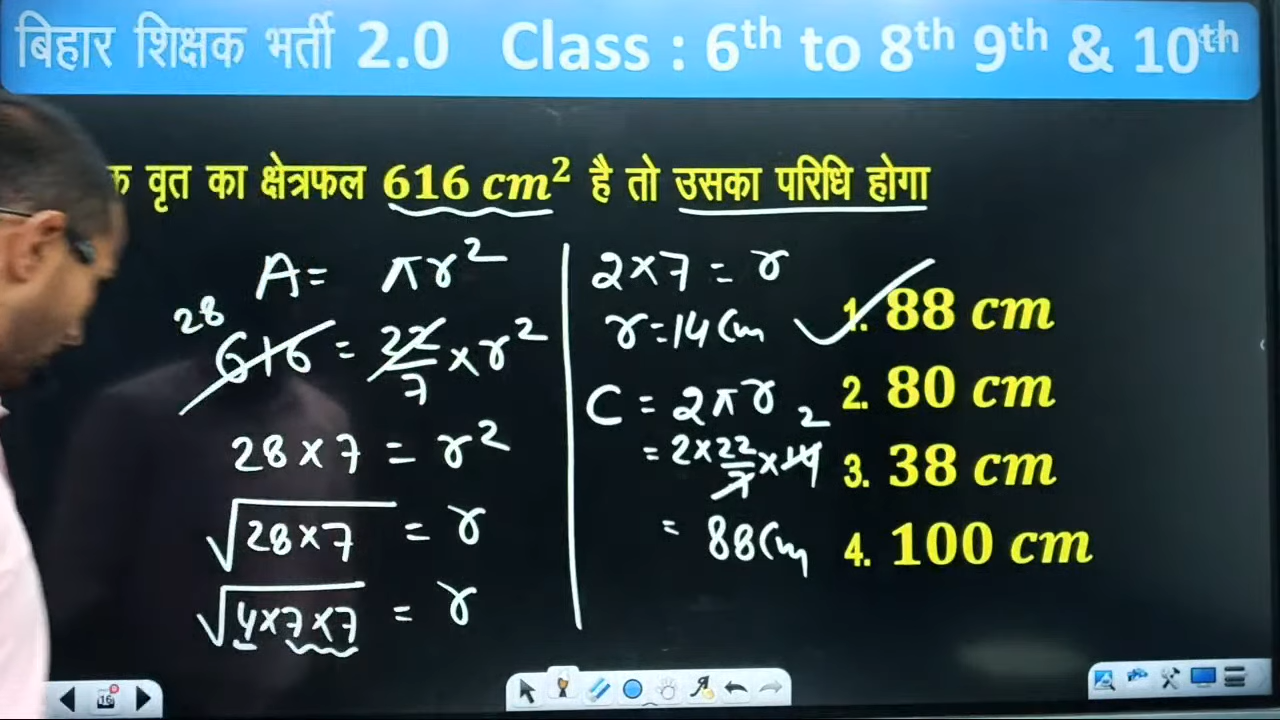 बिहार शिक्षक भर्ती 2.0 Class : 6th to 8th 9th & 10th
क वृत का क्षेत्रफल 616 cm² है तो उसका परिधि होगा
A = πr²
28
616 = 22/7 × r²
28 × 7 = r²
√28 × 7 = r
√4 × 7 × 7 = r
2 × 7 = r
r = 14 Cm
C = 2πr
2
= 2 × 22/7 × 14
= 88 Cm
1. 88 cm
2. 80 cm
3. 38 cm
4. 100 cm
16